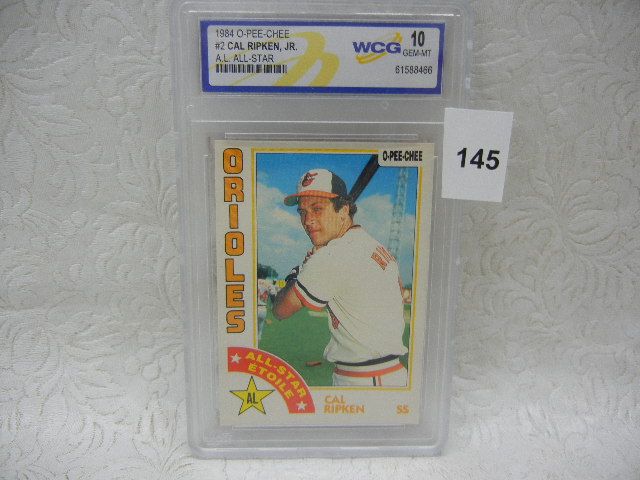 1984 O-PEE-CHEE
#2 CAL RIPKEN, JR.
A.L. ALL-STAR
WCG
10
GEM-MT
61588466
145
O-PEE-CHEE
ORIOLES
ALL-STAR
ÉTOILE
AL
CAL
RIPKEN
SS